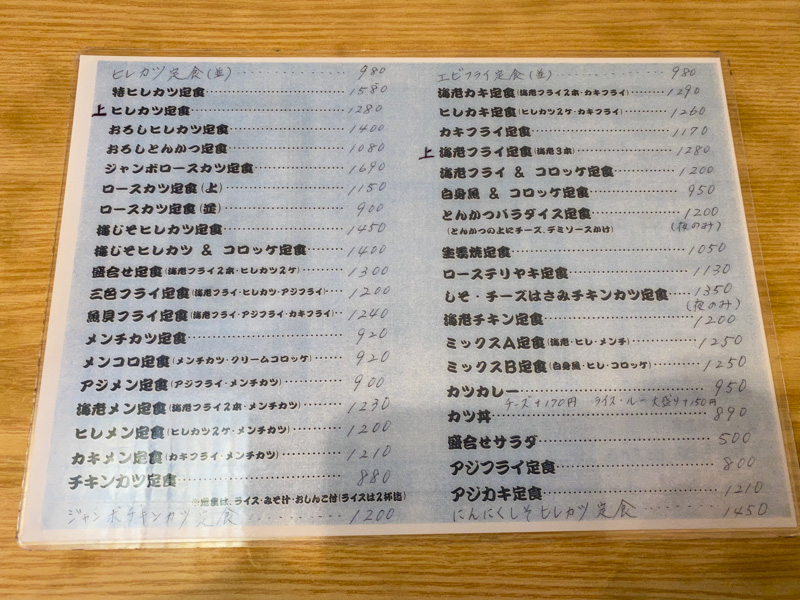 ヒレカツ定食(並)‥‥‥‥‥ 980
特ヒレカツ定食‥‥‥‥‥ 1580
上 ヒレカツ定食‥‥‥‥‥ 1280
おろしヒレカツ定食‥‥‥‥‥ 1400
おろしとんかつ定食‥‥‥‥‥ 1080
ジャンボロースカツ定食‥‥‥‥‥ 1690
ロースカツ定食(上)‥‥‥‥‥ 1150
ロースカツ定食(並)‥‥‥‥‥ 900
梅じそヒレカツ定食‥‥‥‥‥ 1450
梅じそヒレカツ & コロッケ定食‥‥‥‥‥ 1400
盛合せ定食(海老フライ2本・ヒレカツ2ケ)‥‥‥ 1300
三色フライ定食(海老フライ・ヒレカツ・アジフライ)‥‥‥ 1200
魚貝フライ定食(海老フライ・アジフライ・カキフライ)‥‥‥ 1240
メンチカツ定食‥‥‥‥‥ 920
メンコロ定食(メンチカツ・クリームコロッケ)‥‥‥ 920
アジメン定食(アジフライ・メンチカツ)‥‥‥‥‥ 900
海老メン定食(海老フライ2本・メンチカツ)‥‥‥‥‥ 1230
ヒレメン定食(ヒレカツ2ケ・メンチカツ)‥‥‥‥‥ 1200
カキメン定食(カキフライ・メンチカツ)‥‥‥‥‥ 1210
チキンカツ定食‥‥‥‥‥ 880
※定食は、ライス・みそ汁・おしんこ付(ライスは2杯迄)
ジャンボチキンカツ定食‥‥‥‥‥ 1200
エビフライ定食(並)‥‥‥‥‥ 980
海老カキ定食(海老フライ2本・カキフライ)‥‥‥ 1290
ヒレカキ定食(ヒレカツ2ケ・カキフライ)‥‥‥ 1260
カキフライ定食‥‥‥‥‥ 1170
上 海老フライ定食(海老3本)‥‥‥‥‥ 1280
海老フライ & コロッケ定食‥‥‥‥‥ 1200
白身魚 & コロッケ定食‥‥‥‥‥ 950
とんかつパラダイス定食‥‥‥‥‥ 1200
(とんかつの上にチーズ、デミソースかけ) (夜のみ)
生姜焼定食‥‥‥‥‥ 1050
ローステリヤキ定食‥‥‥‥‥ 1130
しそ・チーズはさみチキンカツ定食‥‥‥ 1350
(夜のみ)
海老チキン定食‥‥‥‥‥ 1200
ミックスA定食(海老・ヒレ・メンチ)‥‥‥‥‥ 1250
ミックスB定食(白身魚・ヒレ・コロッケ)‥‥‥‥‥ 1250
カツカレー‥‥‥‥‥ 950
チーズ+170円 ライス・ルー大盛り+150円
カツ丼‥‥‥‥‥ 890
盛合せサラダ‥‥‥‥‥ 500
アジフライ定食‥‥‥‥‥ 800
アジカキ定食‥‥‥‥‥ 1210
にんにくしそヒレカツ定食‥‥‥‥‥ 1450